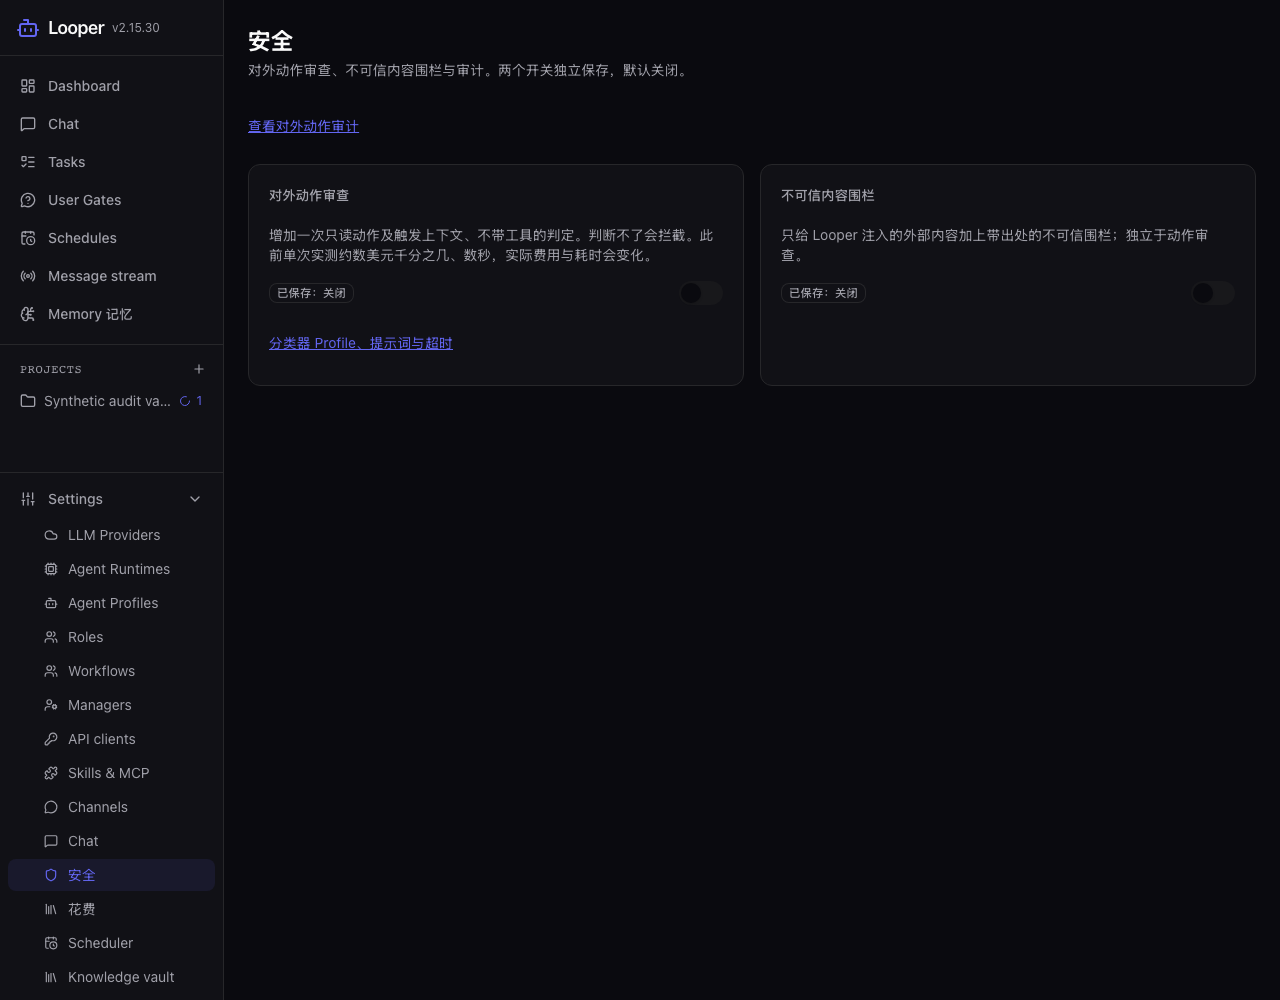 Looper v2.15.30
Dashboard
Chat
Tasks
User Gates
Schedules
Message stream
Memory 记忆
PROJECTS
Synthetic audit va... 1
Settings
LLM Providers
Agent Runtimes
Agent Profiles
Roles
Workflows
Managers
API clients
Skills & MCP
Channels
Chat
安全
花费
Scheduler
Knowledge vault
安全
对外动作审查、不可信内容围栏与审计。两个开关独立保存，默认关闭。
查看对外动作审计
对外动作审查
增加一次只读动作及触发上下文、不带工具的判定。判断不了会拦截。此
前单次实测约数美元千分之几、数秒，实际费用与耗时会变化。
已保存：关闭
分类器 Profile、提示词与超时
不可信内容围栏
只给 Looper 注入的外部内容加上带出处的不可信围栏；独立于动作审
查。
已保存：关闭